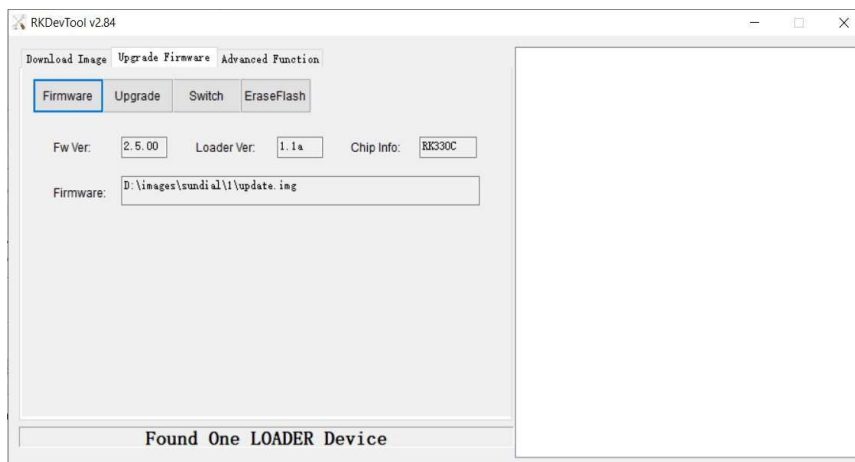 RKDevTool v2.84
Download Image Upgrade Firmware Advanced Function
Firmware Upgrade Switch EraseFlash
Fw Ver: 2.5.00 Loader Ver: 1.1a Chip Info: RK330C
Firmware: D:\images\sundial\1\update.img
Found One LOADER Device